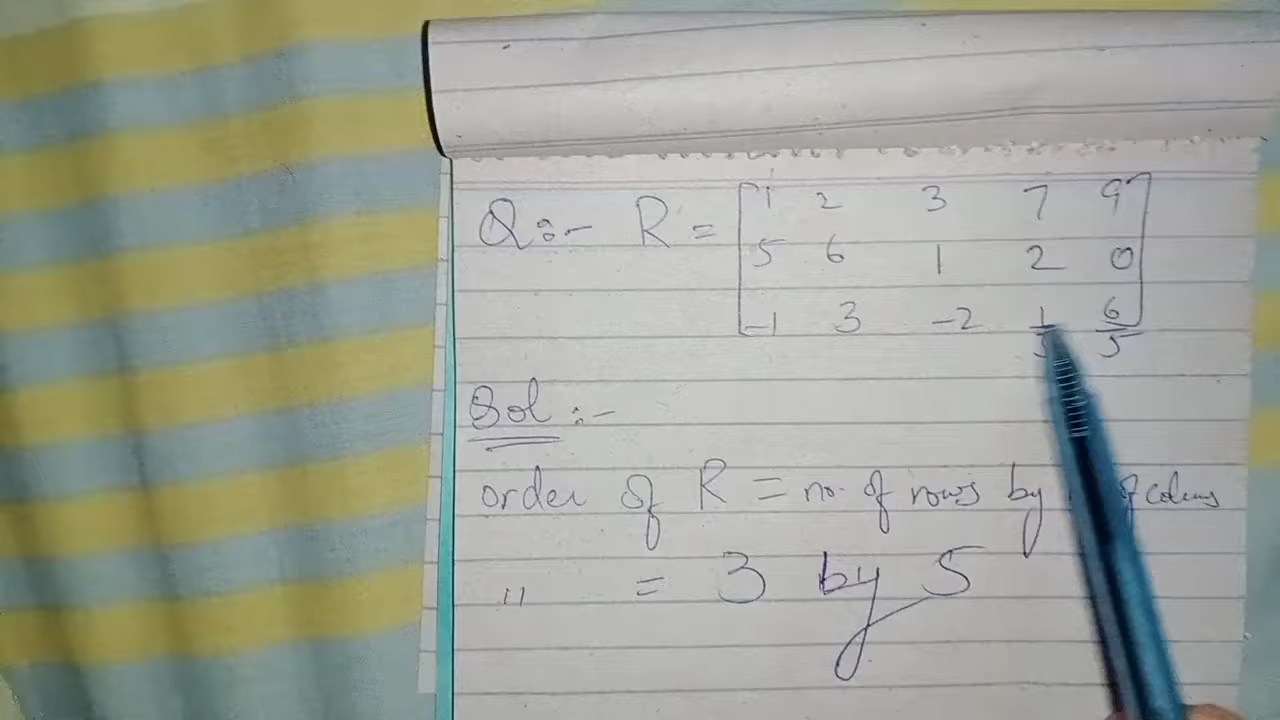 Q:- R = [1 2 3 7 9
5 6 1 2 0
-1 3 -2 1/ 6/5]
Sol :-
order of R = no. of rows by of colums
" = 3 by 5